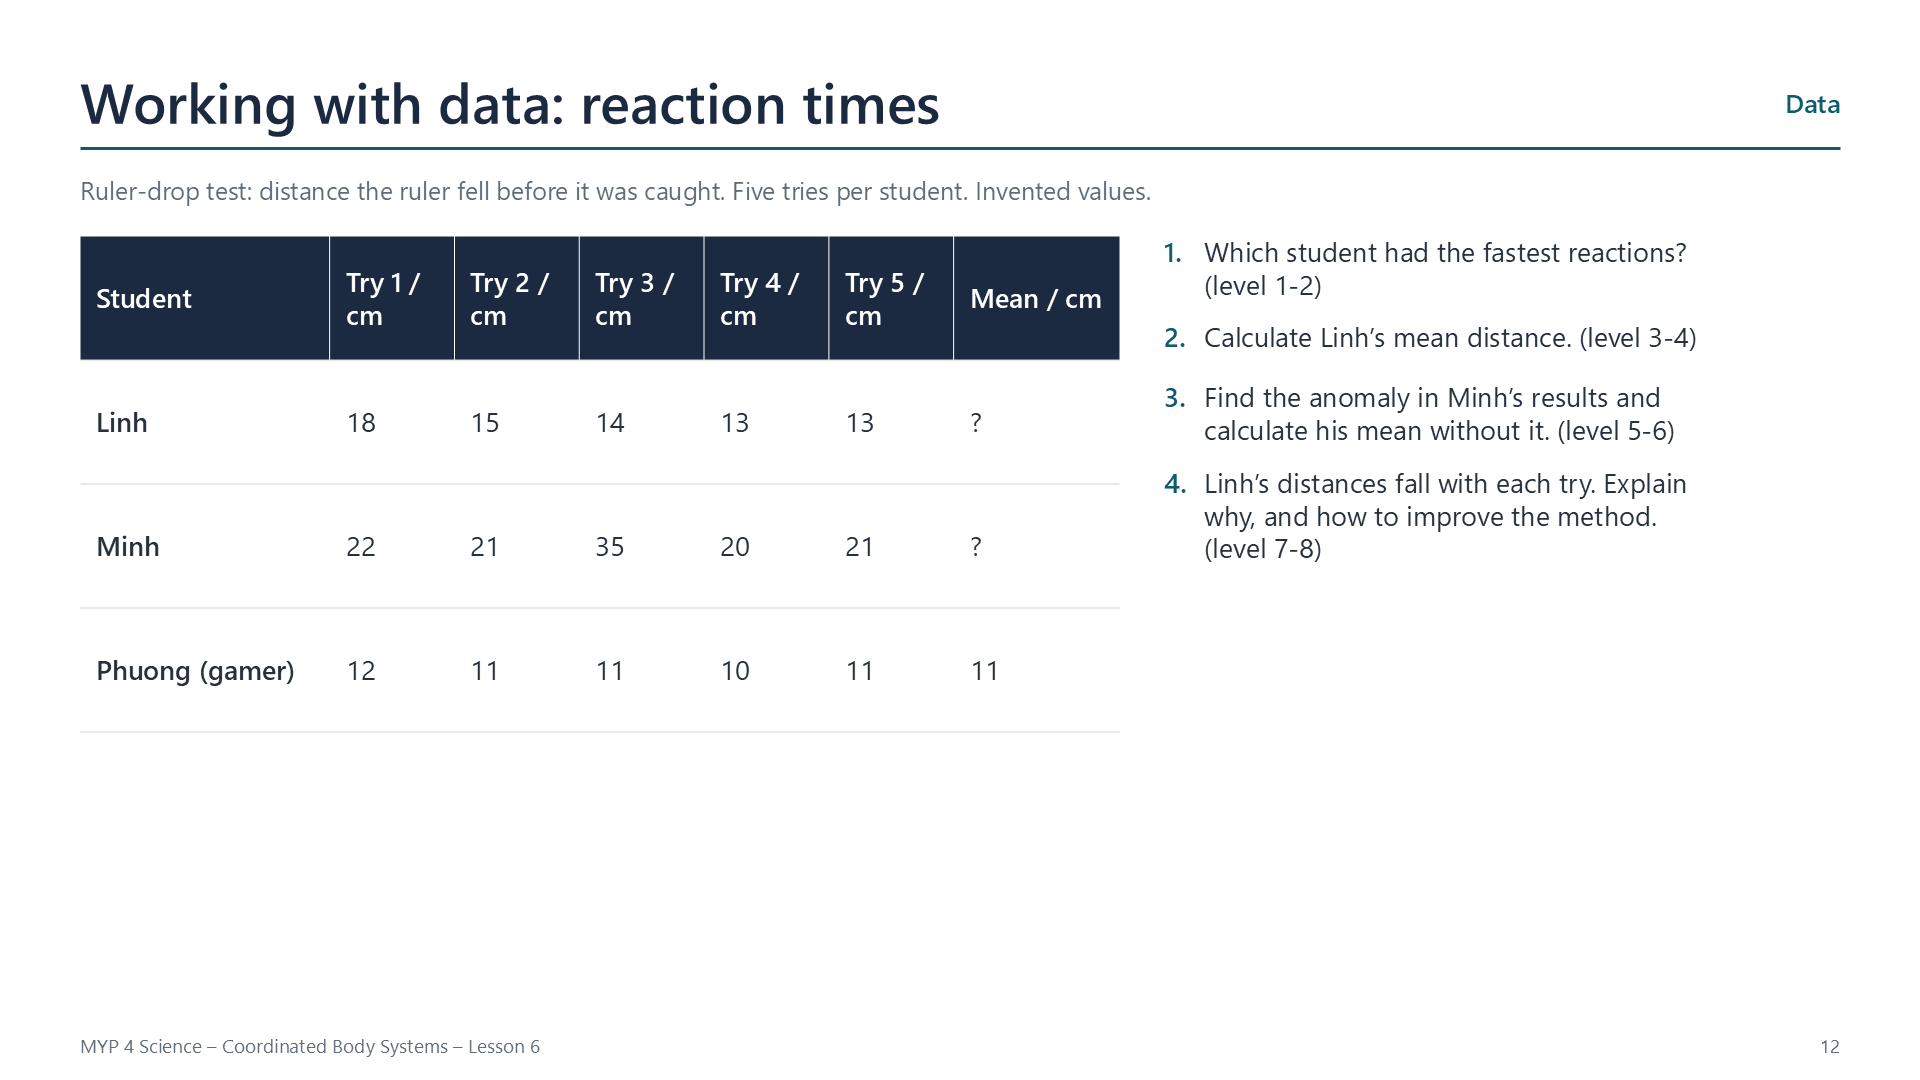 Working with data: reaction times
Data
Ruler-drop test: distance the ruler fell before it was caught. Five tries per student. Invented values.
Student
Try 1 /
cm
Try 2 /
cm
Try 3 /
cm
Try 4 /
cm
Try 5 /
cm
Mean / cm
Linh 18 15 14 13 13 ?
Minh 22 21 35 20 21 ?
Phuong (gamer) 12 11 11 10 11 11
1. Which student had the fastest reactions?
(level 1-2)
2. Calculate Linh’s mean distance. (level 3-4)
3. Find the anomaly in Minh’s results and
calculate his mean without it. (level 5-6)
4. Linh’s distances fall with each try. Explain
why, and how to improve the method.
(level 7-8)
MYP 4 Science – Coordinated Body Systems – Lesson 6
12